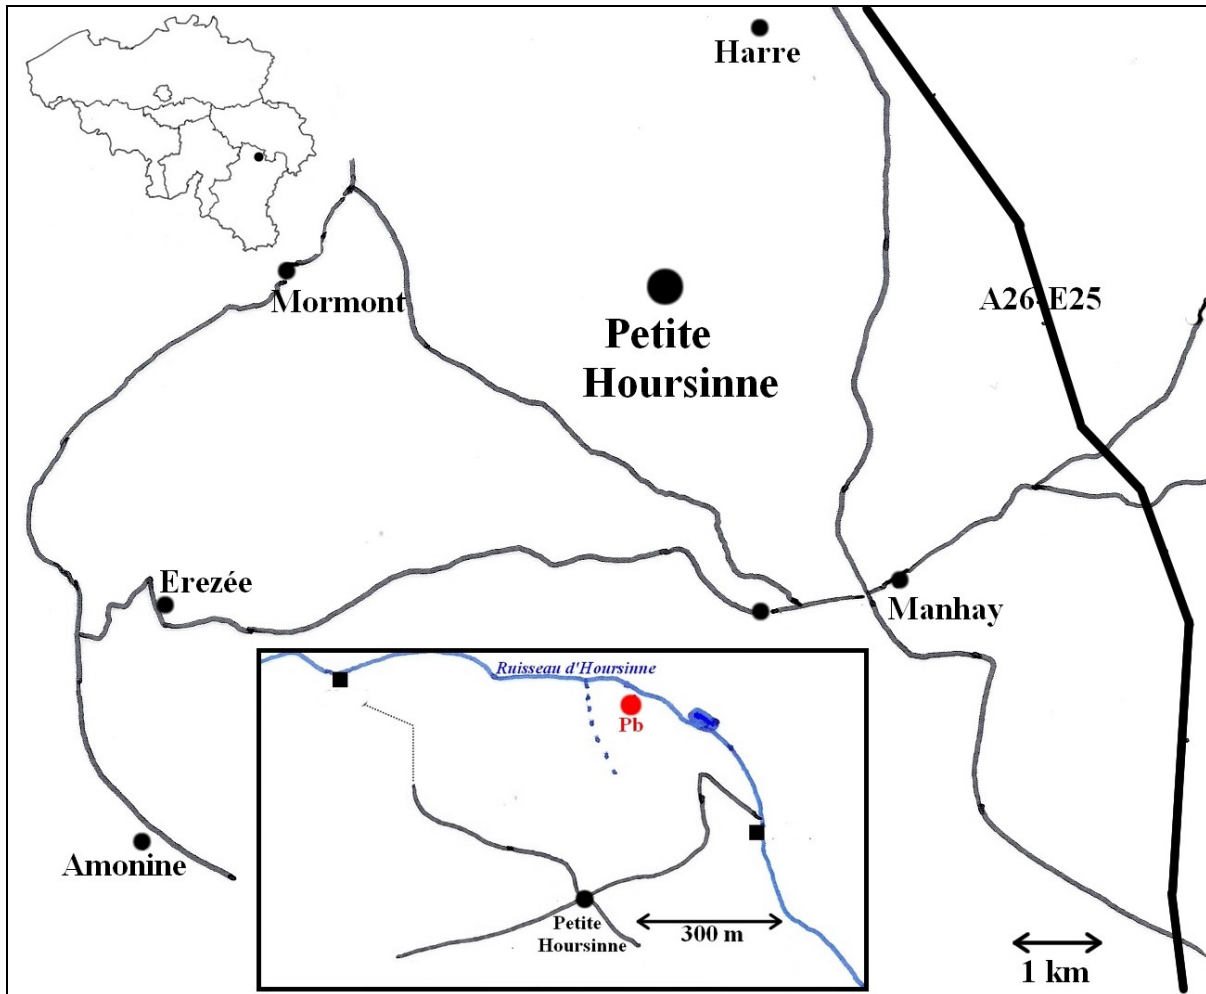 Harre
Mormont
A26-E25
Petite
Hoursinne
Erezée
Manhay
Ruisseau d'Hoursinne
Pb
Amonine
Petite
Hoursinne
300 m
1 km